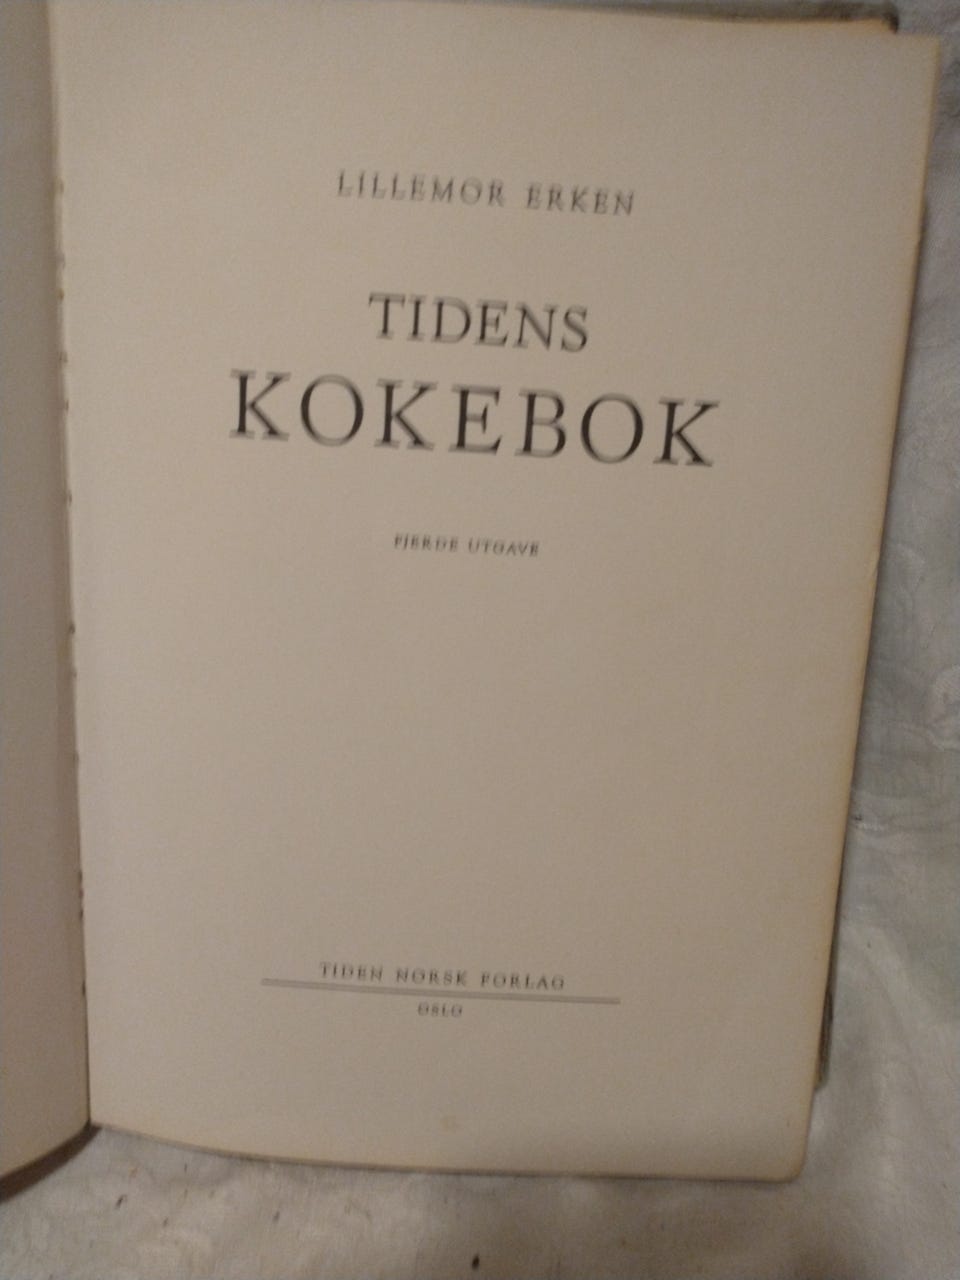 LILLEMOR ERKEN
TIDENS
KOKEBOK
FJERDE UTGAVE
TIDEN NORSK FORLAG
OSLO